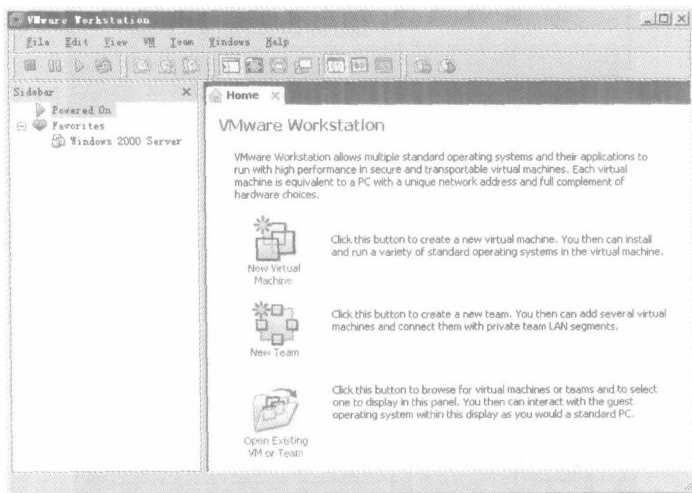 VMware Workstation
File Edit View VM Team Windows Help
Sidebar
Powered On
Favorites
Windows 2000 Server
Home
VMware Workstation
VMware Workstation allows multiple standard operating systems and their applications to
run with high performance in secure and transportable virtual machines. Each virtual
machine is equivalent to a PC with a unique network address and full complement of
hardware choices.
New Virtual
Machine
Click this button to create a new virtual machine. You then can install
and run a variety of standard operating systems in the virtual machine.
New Team
Click this button to create a new team. You then can add several virtual
machines and connect them with private team LAN segments.
Open Existing
VM or Team
Click this button to browse for virtual machines or teams and to select
one to display in this panel. You then can interact with the guest
operating system within this display as you would a standard PC.